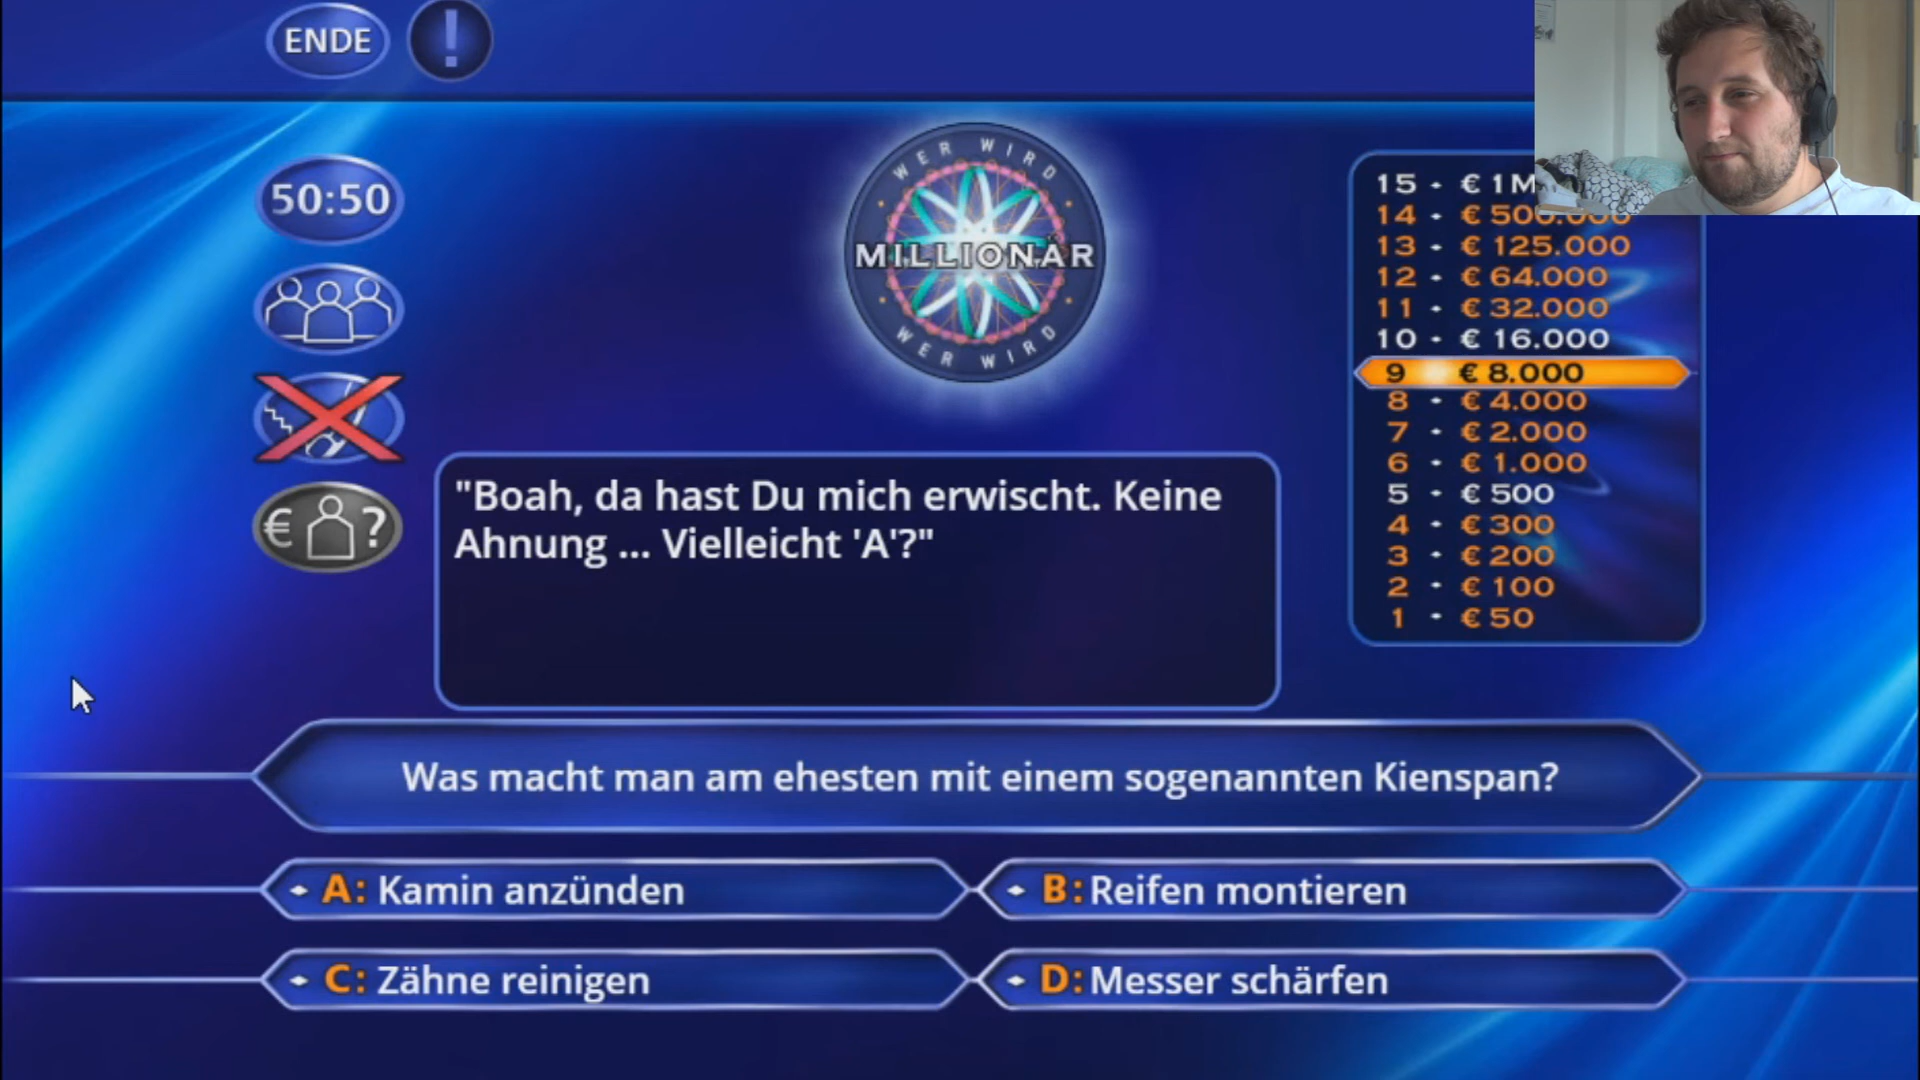 ENDE
!
50:50
€ ?
WER WIRD
MILLIONÄR
WER WIRD
15 · € 1 M
14 · € 500.000
13 · € 125.000
12 · € 64.000
11 · € 32.000
10 · € 16.000
9 € 8.000
8 · € 4.000
7 · € 2.000
6 · € 1.000
5 · € 500
4 · € 300
3 · € 200
2 · € 100
1 · € 50
"Boah, da hast Du mich erwischt. Keine
Ahnung ... Vielleicht 'A'?"
Was macht man am ehesten mit einem sogenannten Kienspan?
A: Kamin anzünden
B: Reifen montieren
C: Zähne reinigen
D: Messer schärfen